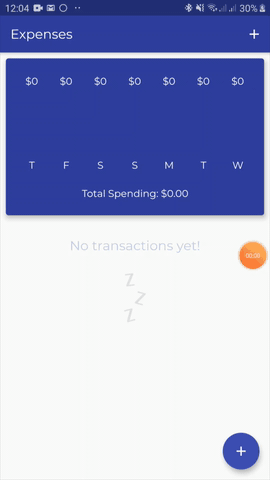 12:04 30%
Expenses +
$0 $0 $0 $0 $0 $0 $0
T F S S M T W
Total Spending: $0.00
No transactions yet!
Z
Z
Z
00:00
+